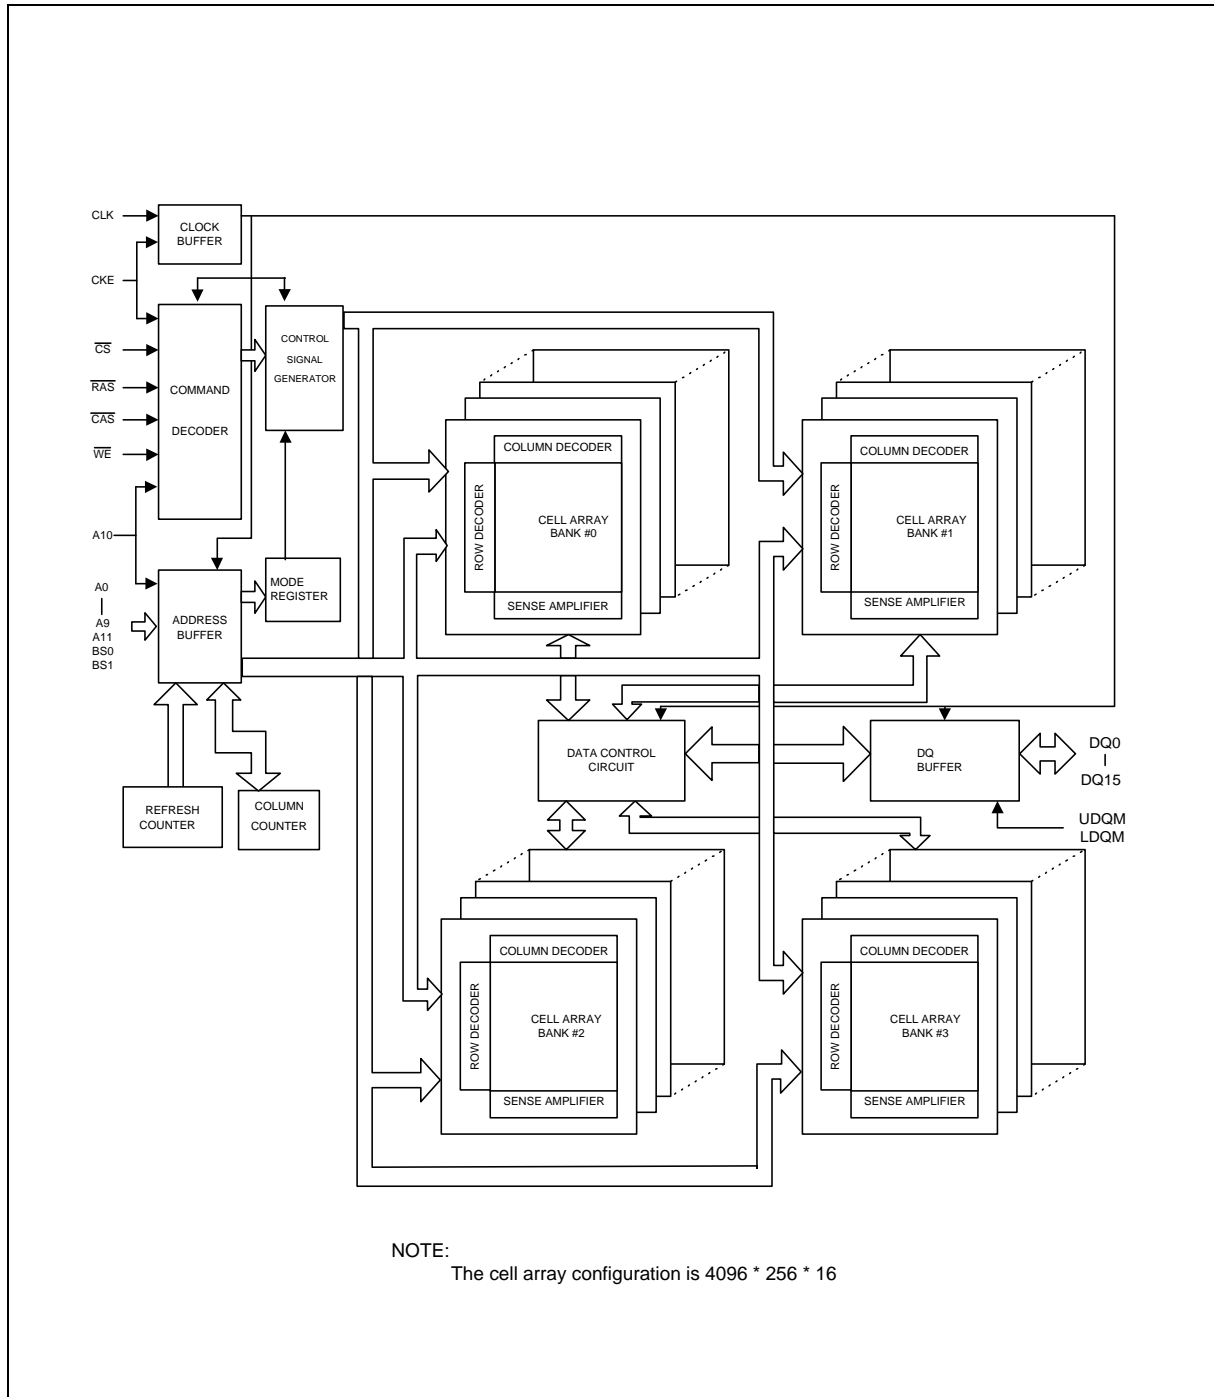 CLK
CLOCK
BUFFER
CKE
CS
RAS
CAS
WE
COMMAND
DECODER
CONTROL
SIGNAL
GENERATOR
A10
A0
A9
A11
BS0
BS1
ADDRESS
BUFFER
MODE
REGISTER
REFRESH
COUNTER
COLUMN
COUNTER
COLUMN DECODER
ROW DECODER
CELL ARRAY
BANK #0
SENSE AMPLIFIER
COLUMN DECODER
ROW DECODER
CELL ARRAY
BANK #1
SENSE AMPLIFIER
DATA CONTROL
CIRCUIT
DQ
BUFFER
DQ0
DQ15
UDQM
LDQM
COLUMN DECODER
ROW DECODER
CELL ARRAY
BANK #2
SENSE AMPLIFIER
COLUMN DECODER
ROW DECODER
CELL ARRAY
BANK #3
SENSE AMPLIFIER
NOTE:
The cell array configuration is 4096 * 256 * 16